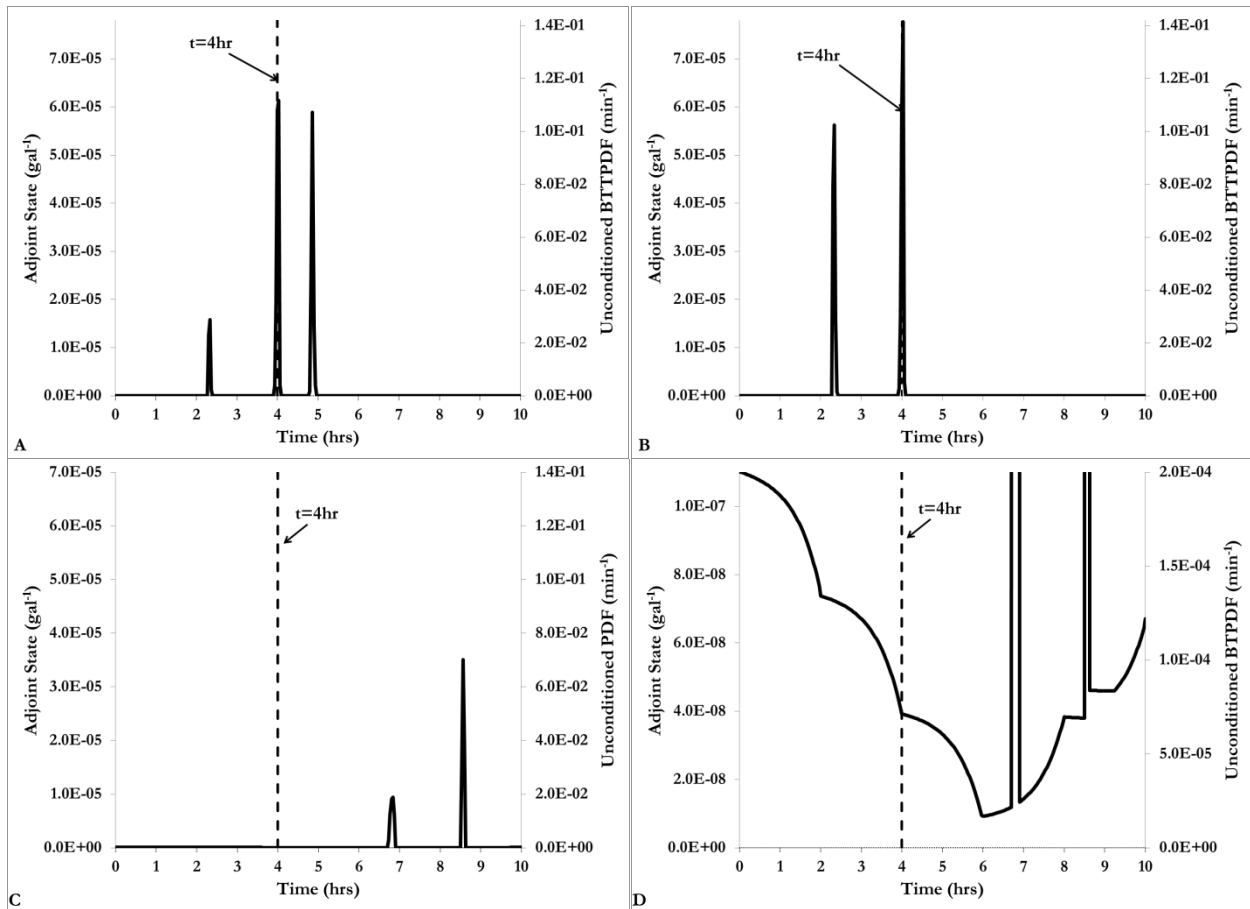 Adjoint State (gal⁻¹)
7.0E-05
6.0E-05
5.0E-05
4.0E-05
3.0E-05
2.0E-05
1.0E-05
0.0E+00
t=4hr
1.4E-01
1.2E-01
1.0E-01
8.0E-02
6.0E-02
4.0E-02
2.0E-02
0.0E+00
Unconditioned BTTPDF (min⁻¹)
0 1 2 3 4 5 6 7 8 9 10
Time (hrs)
A
Adjoint State (gal⁻¹)
7.0E-05
6.0E-05
5.0E-05
4.0E-05
3.0E-05
2.0E-05
1.0E-05
0.0E+00
t=4hr
1.4E-01
1.2E-01
1.0E-01
8.0E-02
6.0E-02
4.0E-02
2.0E-02
0.0E+00
Unconditioned BTTPDF (min⁻¹)
0 1 2 3 4 5 6 7 8 9 10
Time (hrs)
B
Adjoint State (gal⁻¹)
7.0E-05
6.0E-05
5.0E-05
4.0E-05
3.0E-05
2.0E-05
1.0E-05
0.0E+00
t=4hr
1.4E-01
1.2E-01
1.0E-01
8.0E-02
6.0E-02
4.0E-02
2.0E-02
0.0E+00
Unconditioned PDF (min⁻¹)
0 1 2 3 4 5 6 7 8 9 10
Time (hrs)
C
Adjoint State (gal⁻¹)
1.0E-07
8.0E-08
6.0E-08
4.0E-08
2.0E-08
0.0E+00
t=4hr
2.0E-04
1.5E-04
1.0E-04
5.0E-05
0.0E+00
Unconditioned BTPDF (min⁻¹)
0 1 2 3 4 5 6 7 8 9 10
Time (hrs)
D